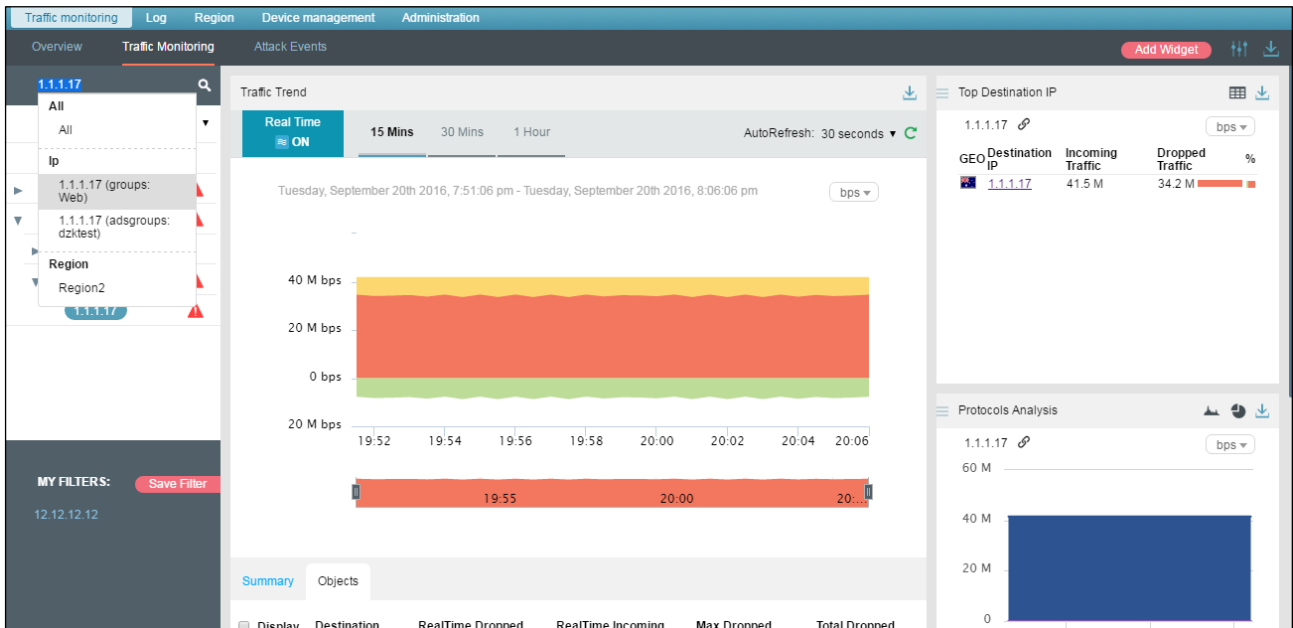 Traffic monitoring Log Region Device management Administration
Overview Traffic Monitoring Attack Events Add Widget
1.1.1.17
All
All
Ip
1.1.1.17 (groups:
Web)
1.1.1.17 (adsgroups:
dzktest)
Region
Region2
1.1.1.17
MY FILTERS: Save Filter
12.12.12.12
Traffic Trend
Real Time
ON
15 Mins 30 Mins 1 Hour AutoRefresh: 30 seconds
Tuesday, September 20th 2016, 7:51:06 pm - Tuesday, September 20th 2016, 8:06:06 pm bps
40 M bps
20 M bps
0 bps
20 M bps
19:52 19:54 19:56 19:58 20:00 20:02 20:04 20:06
19:55 20:00 20:...
Summary Objects
Display Destination RealTime Dropped RealTime Incoming Max Dropped Total Dropped
Top Destination IP
1.1.1.17 bps
GEO Destination IP Incoming Traffic Dropped Traffic %
1.1.1.17 41.5 M 34.2 M
Protocols Analysis
1.1.1.17 bps
60 M
40 M
20 M
0